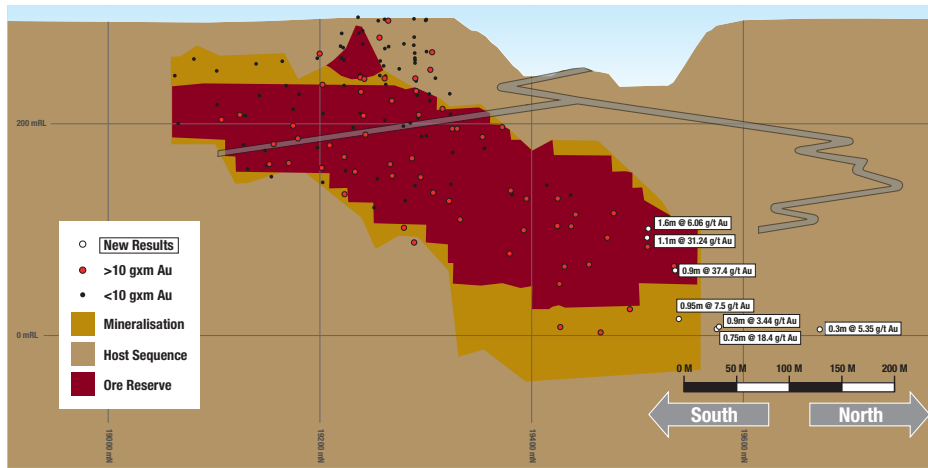 200 mRL
1.6m @ 6.06 g/t Au
1.1m @ 31.24 g/t Au
0.9m @ 37.4 g/t Au
0.95m @ 7.5 g/t Au
0.9m @ 3.44 g/t Au
0.75m @ 18.4 g/t Au
0.3m @ 5.35 g/t Au
New Results
>10 gxm Au
<10 gxm Au
Mineralisation
Host Sequence
Ore Reserve
0 mRL
0 M
50 M
100 M
150 M
200 M
South
North
19000 mN
19200 mN
19400 mN
19600 mN